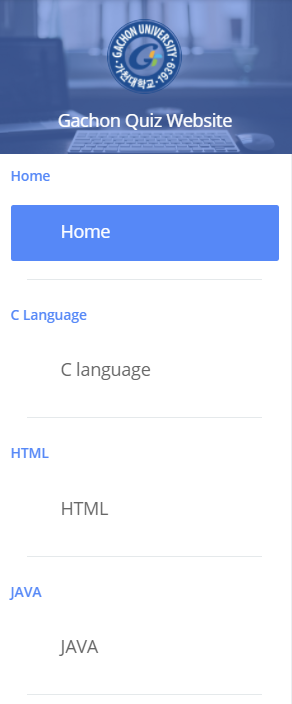 GACHON UNIVERSITY
가천대학교 · 1939
G
Gachon Quiz Website
Home
Home
C Language
C language
HTML
HTML
JAVA
JAVA